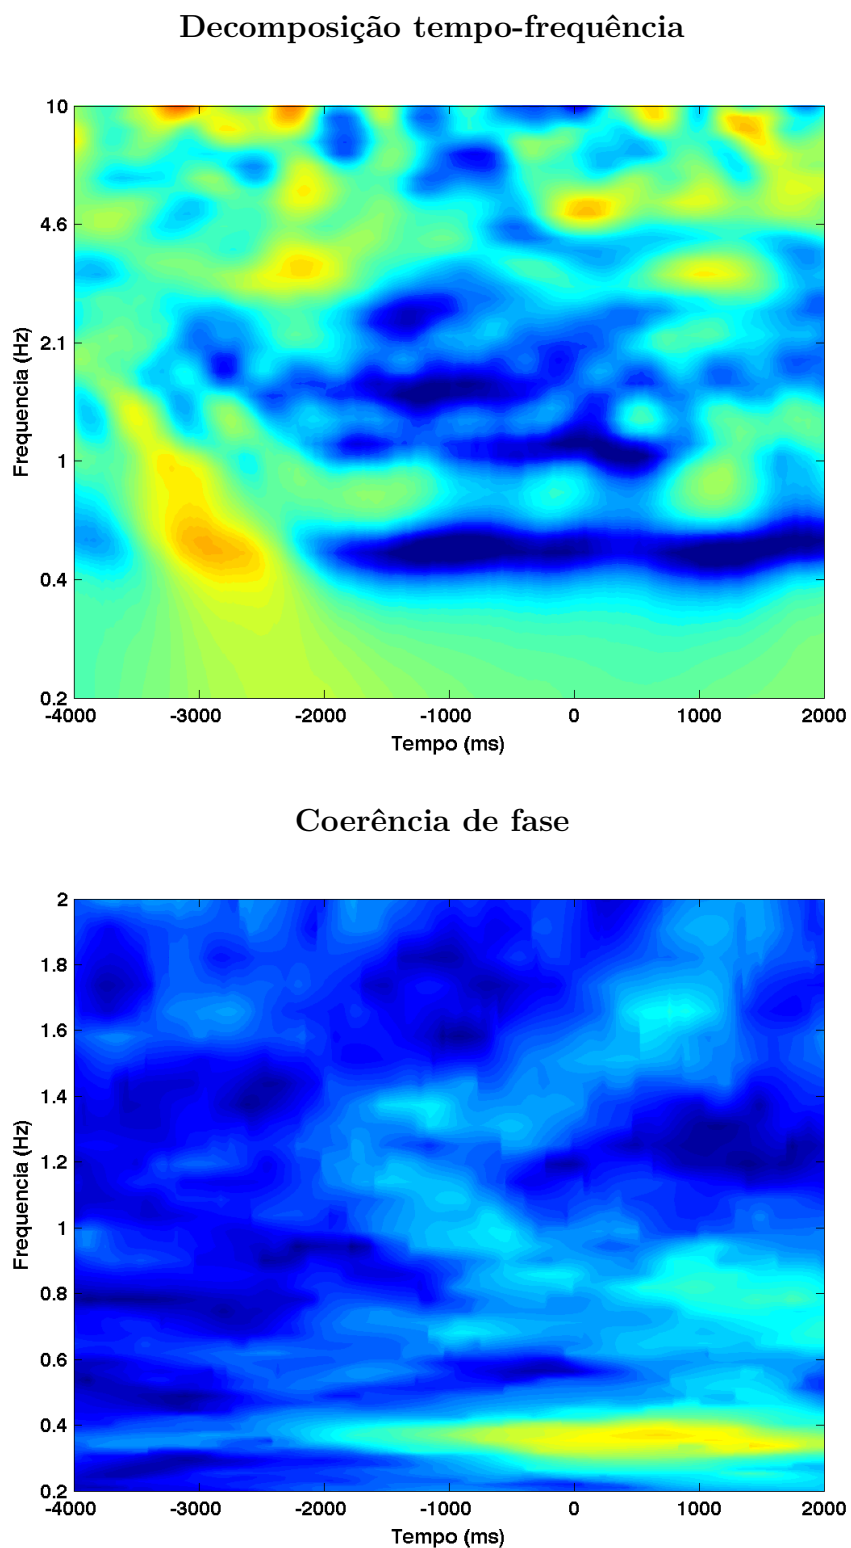 Decomposição tempo-frequência
10
4.6
2.1
1
0.4
0.2
Frequencia (Hz)
-4000 -3000 -2000 -1000 0 1000 2000
Tempo (ms)
Coerência de fase
2
1.8
1.6
1.4
1.2
1
0.8
0.6
0.4
0.2
Frequencia (Hz)
-4000 -3000 -2000 -1000 0 1000 2000
Tempo (ms)